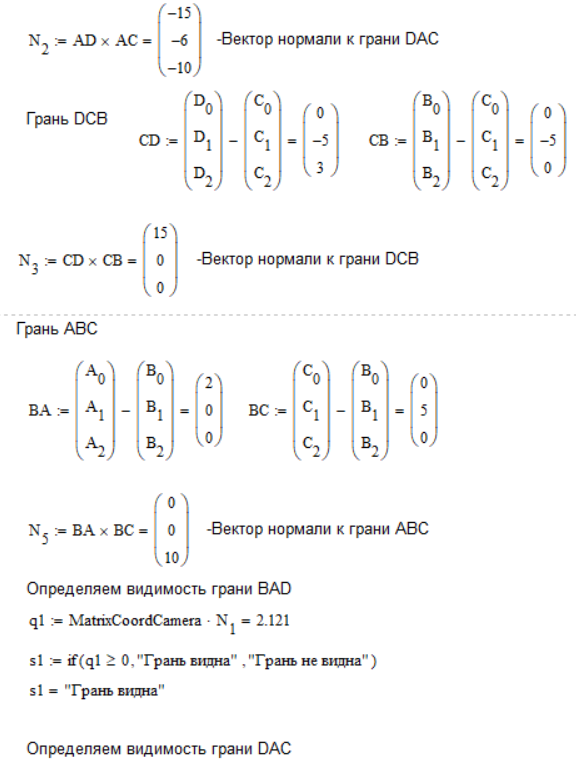 N₂ := AD × AC = (−15 −6 −10) -Вектор нормали к грани DAC
Грань DCB
CD := (D₀ D₁ D₂) − (C₀ C₁ C₂) = (0 −5 3) CB := (B₀ B₁ B₂) − (C₀ C₁ C₂) = (0 −5 0)
N₃ := CD × CB = (15 0 0) -Вектор нормали к грани DCB
Грань ABC
BA := (A₀ A₁ A₂) − (B₀ B₁ B₂) = (2 0 0) BC := (C₀ C₁ C₂) − (B₀ B₁ B₂) = (0 5 0)
N₅ := BA × BC = (0 0 10) -Вектор нормали к грани ABC
Определяем видимость грани BAD
q1 := MatrixCoordCamera · N₁ = 2.121
s1 := if(q1 ≥ 0, "Грань видна" , "Грань не видна")
s1 = "Грань видна"
Определяем видимость грани DAC